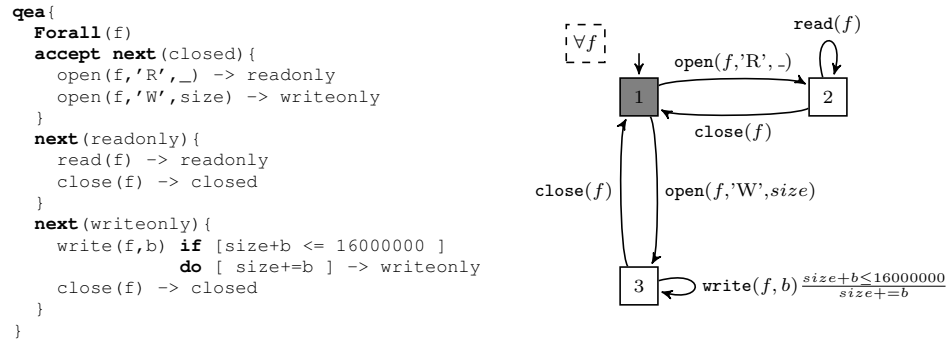 qea{
Forall(f)
accept next(closed){
open(f,'R',_) -> readonly
open(f,'W',size) -> writeonly
}
next(readonly){
read(f) -> readonly
close(f) -> closed
}
next(writeonly){
write(f,b) if [size+b <= 16000000 ]
do [ size+=b ] -> writeonly
close(f) -> closed
}
}
∀f
read(f)
open(f,'R',_)
1
2
close(f)
close(f)
open(f,'W',size)
3
write(f,b) size+b≤16000000
size+=b